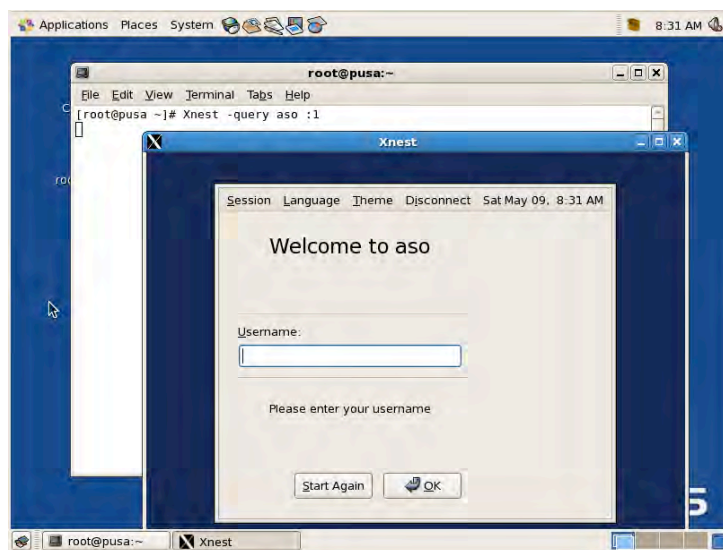 Applications Places System 8:31 AM
root@pusa:~
File Edit View Terminal Tabs Help
[root@pusa ~]# Xnest -query aso :1
Xnest
Session Language Theme Disconnect Sat May 09, 8:31 AM
Welcome to aso
Username:
Please enter your username
Start Again OK
5
root@pusa:~ Xnest